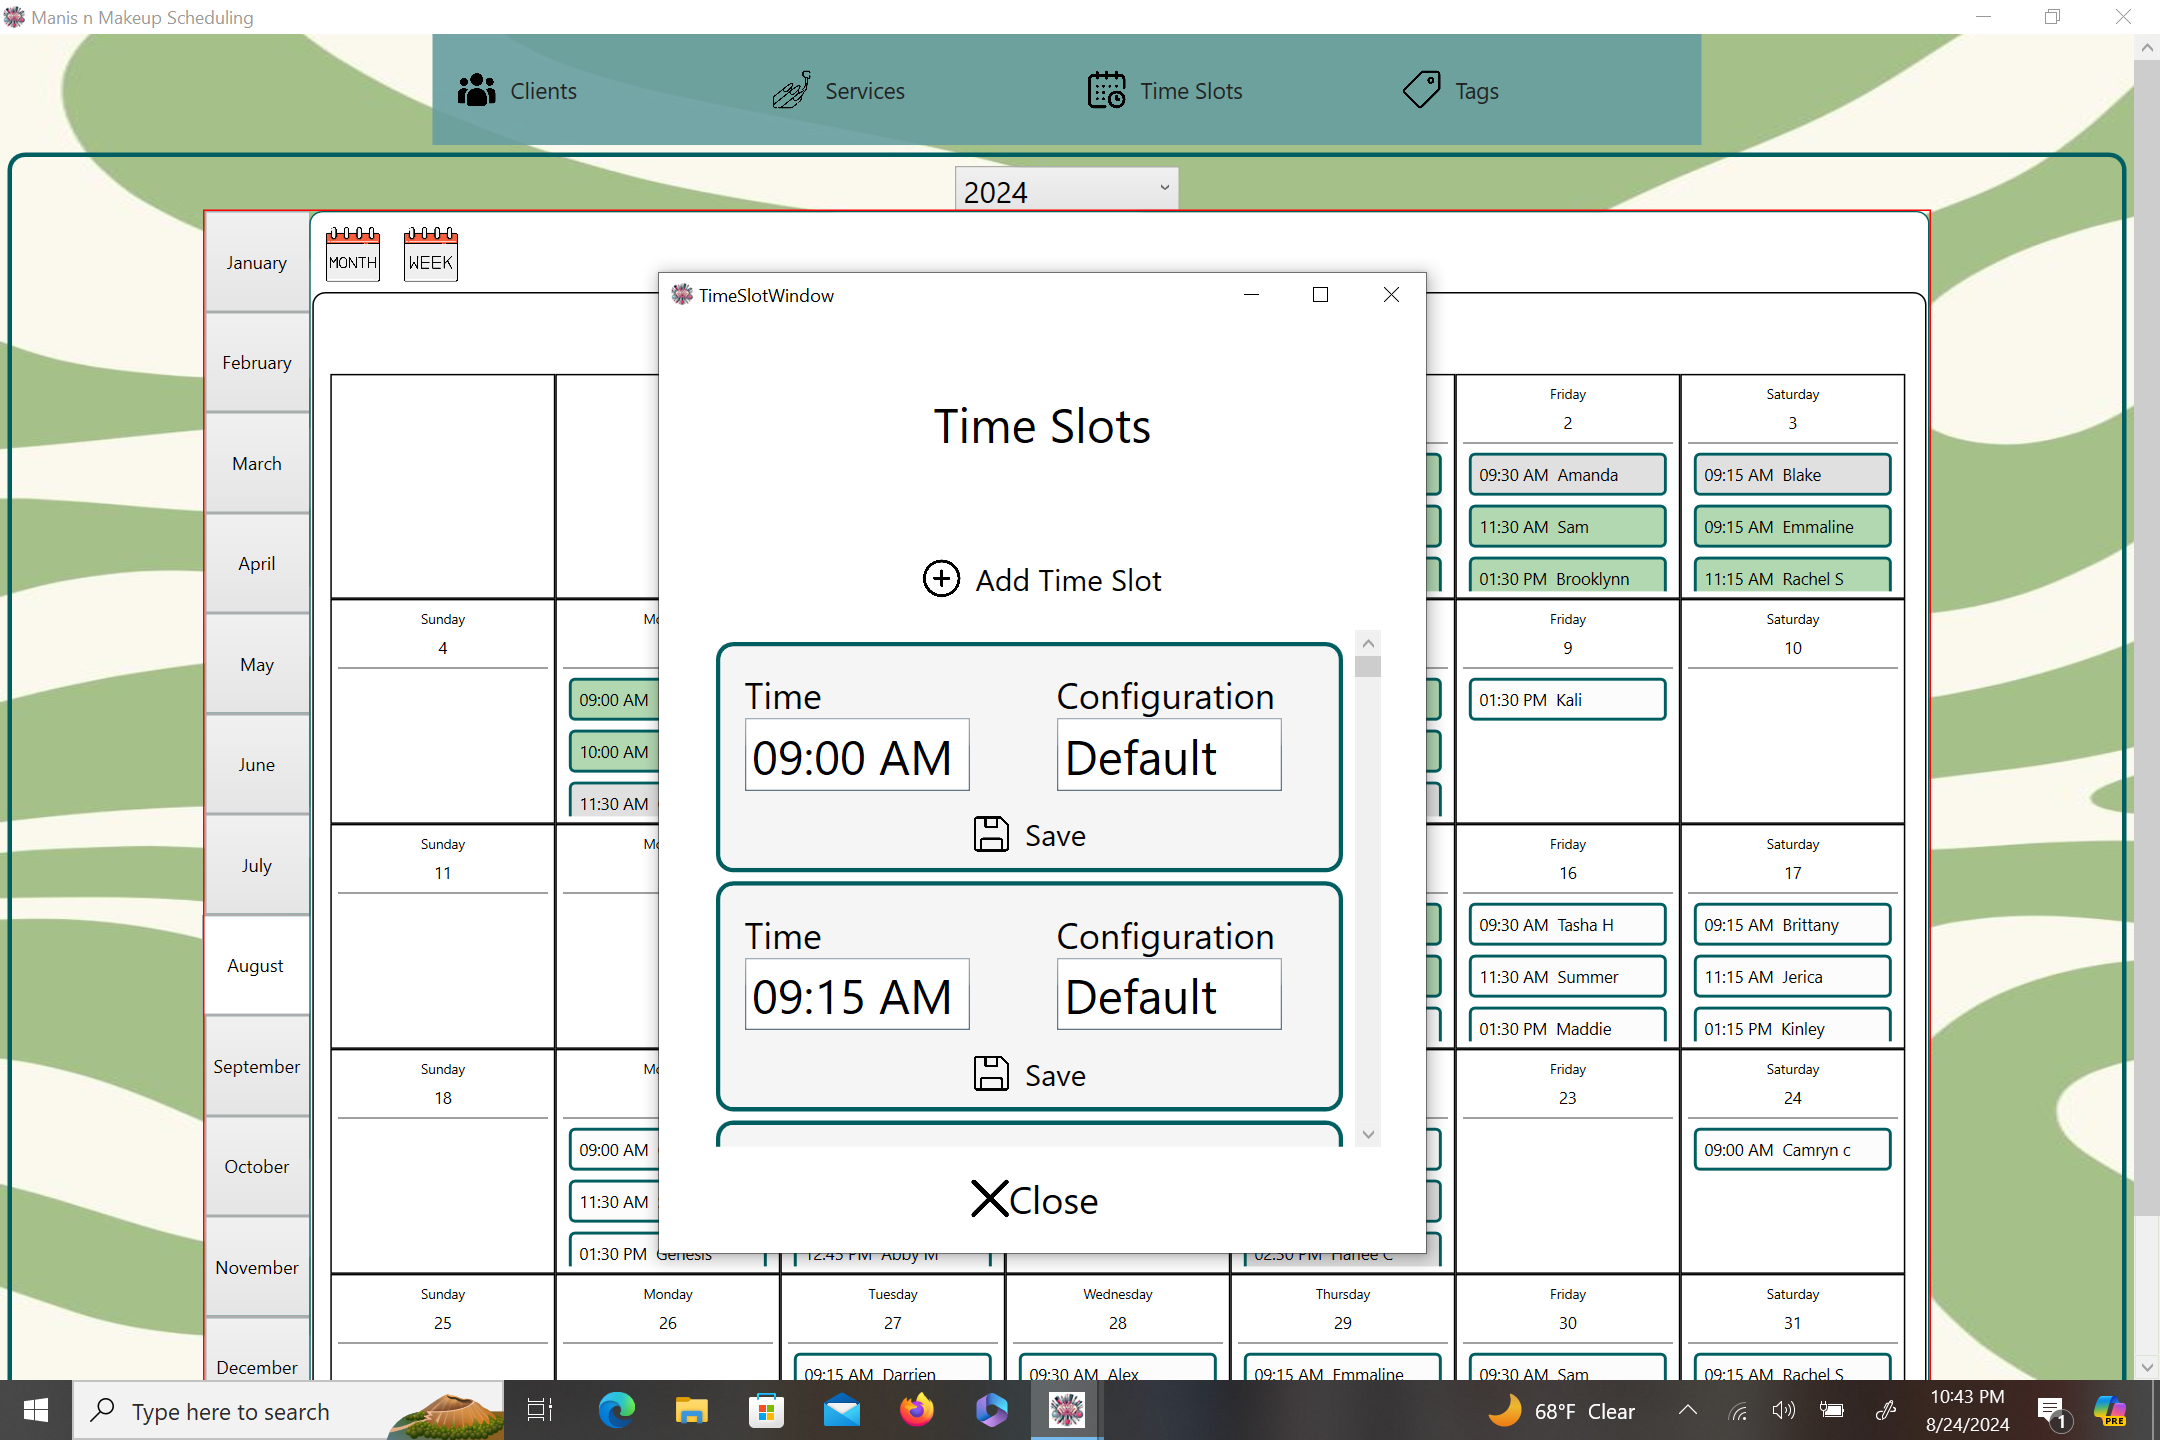 Manis n Makeup Scheduling
Clients
Services
Time Slots
Tags
2024
MONTH
WEEK
January
February
March
April
May
June
July
August
September
October
November
December
TimeSlotWindow
Time Slots
Add Time Slot
Time
Configuration
09:00 AM
Default
Save
Time
Configuration
09:15 AM
Default
Save
Close
Friday
2
09:30 AM Amanda
11:30 AM Sam
01:30 PM Brooklynn
Saturday
3
09:15 AM Blake
09:15 AM Emmaline
11:15 AM Rachel S
Sunday
4
09:00 AM
10:00 AM
11:30 AM
Friday
9
01:30 PM Kali
Saturday
10
Sunday
11
Friday
16
09:30 AM Tasha H
11:30 AM Summer
01:30 PM Maddie
Saturday
17
09:15 AM Brittany
11:15 AM Jerica
01:15 PM Kinley
Sunday
18
09:00 AM
11:30 AM
01:30 PM Genesis
12:45 PM Abby M
02:30 PM
Friday
23
Saturday
24
09:00 AM Camryn c
Sunday
25
Monday
26
Tuesday
27
09:15 AM Darrien
Wednesday
28
09:30 AM Alex
Thursday
29
09:15 AM Emmaline
Friday
30
09:30 AM Sam
Saturday
31
09:15 AM Rachel S
Type here to search
68°F Clear
10:43 PM
8/24/2024
1
PRE